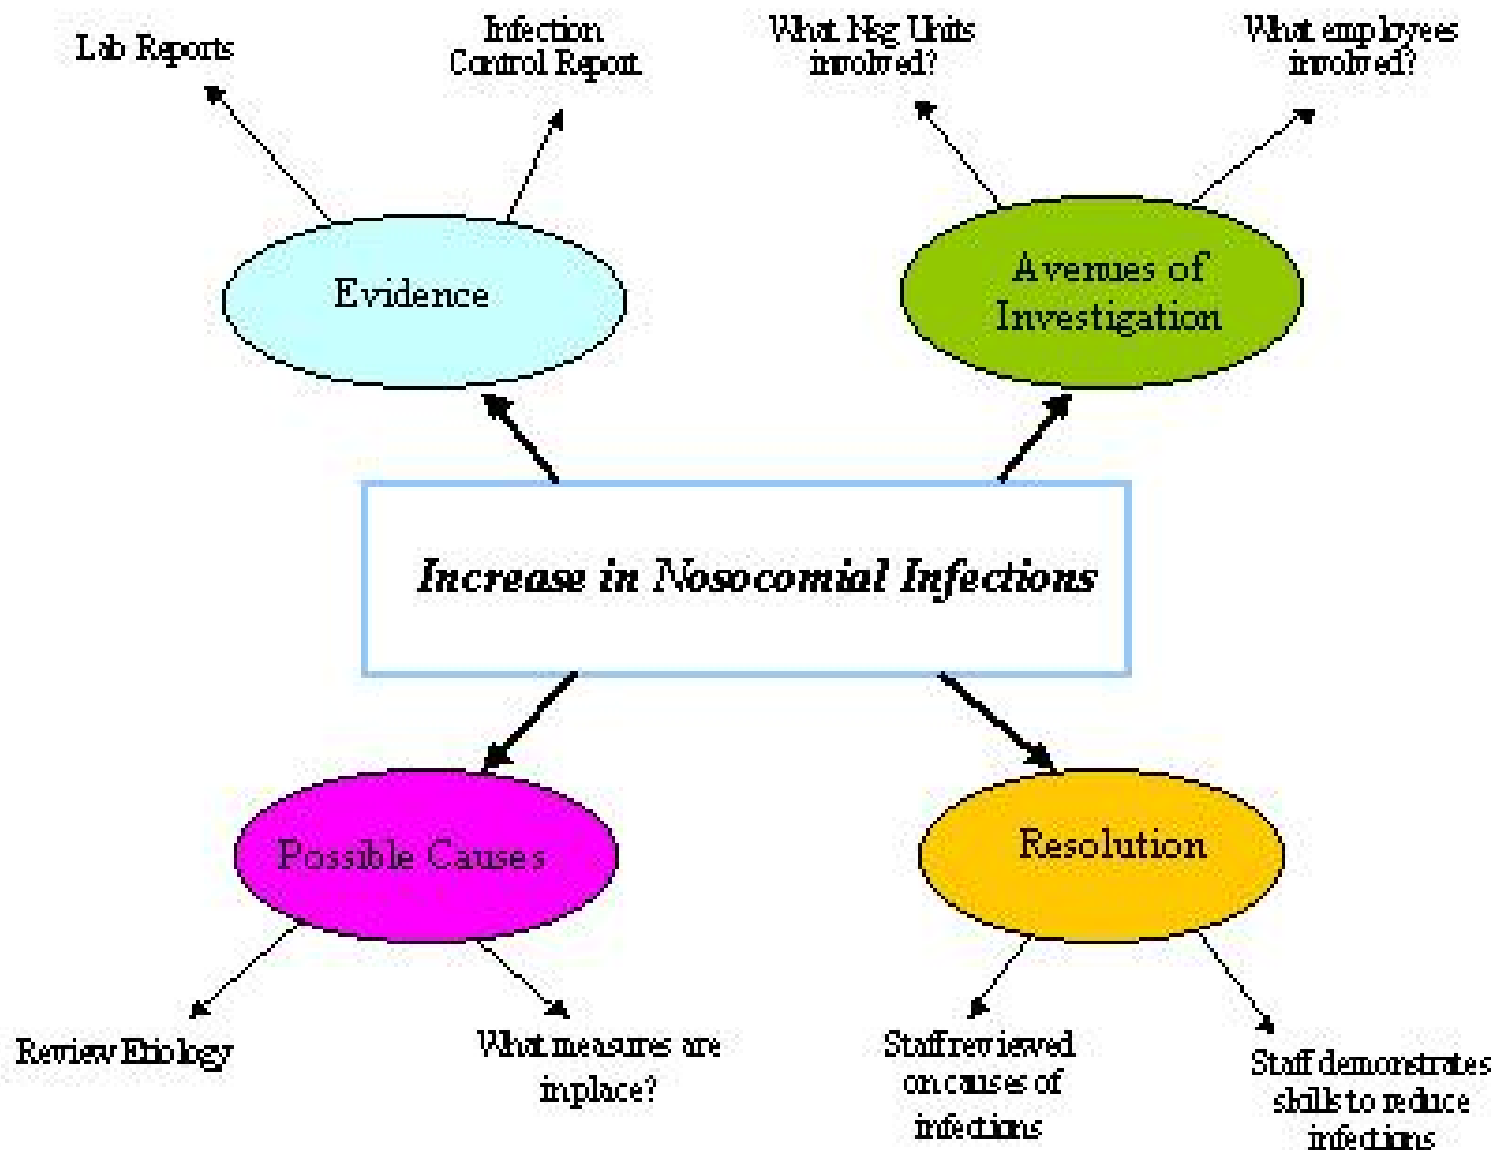 Lab Reports
Infection
Control Report
What Nsg Units
involved?
What employees
involved?
Evidence
Avenues of
Investigation
Increase in Nosocomial Infections
Possible Causes
Resolution
Review Etiology
What measures are
in place?
Staff reviewed
on causes of
infections
Staff demonstrates
skills to reduce
infections